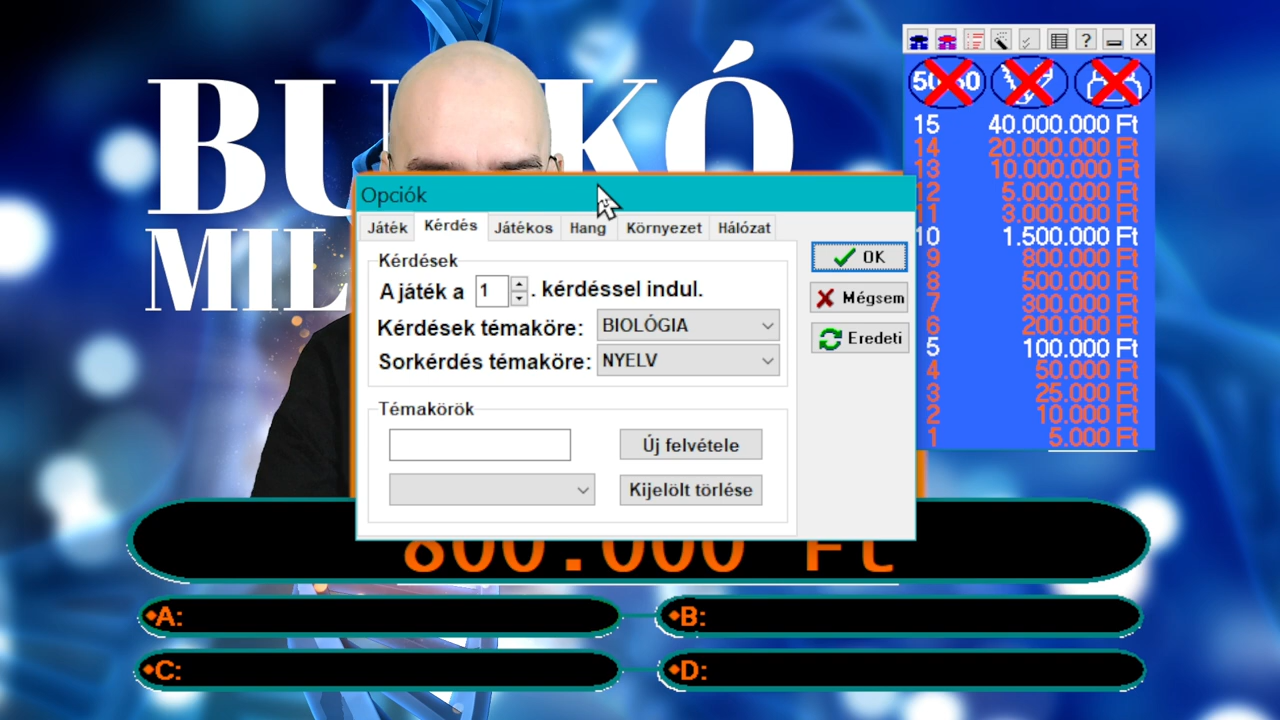 BU KÓ
MIL
50 50
15 40.000.000 Ft
14 20.000.000 Ft
13 10.000.000 Ft
12 5.000.000 Ft
11 3.000.000 Ft
10 1.500.000 Ft
9 800.000 Ft
8 500.000 Ft
7 300.000 Ft
6 200.000 Ft
5 100.000 Ft
4 50.000 Ft
3 25.000 Ft
2 10.000 Ft
1 5.000 Ft
Opciók
Játék Kérdés Játékos Hang Környezet Hálózat
Kérdések
A játék a 1 . kérdéssel indul.
Kérdések témaköre: BIOLÓGIA
Sorkérdés témaköre: NYELV
Témakörök
Új felvétele
Kijelölt törlése
OK
Mégsem
Eredeti
800.000 Ft
A: B:
C: D: